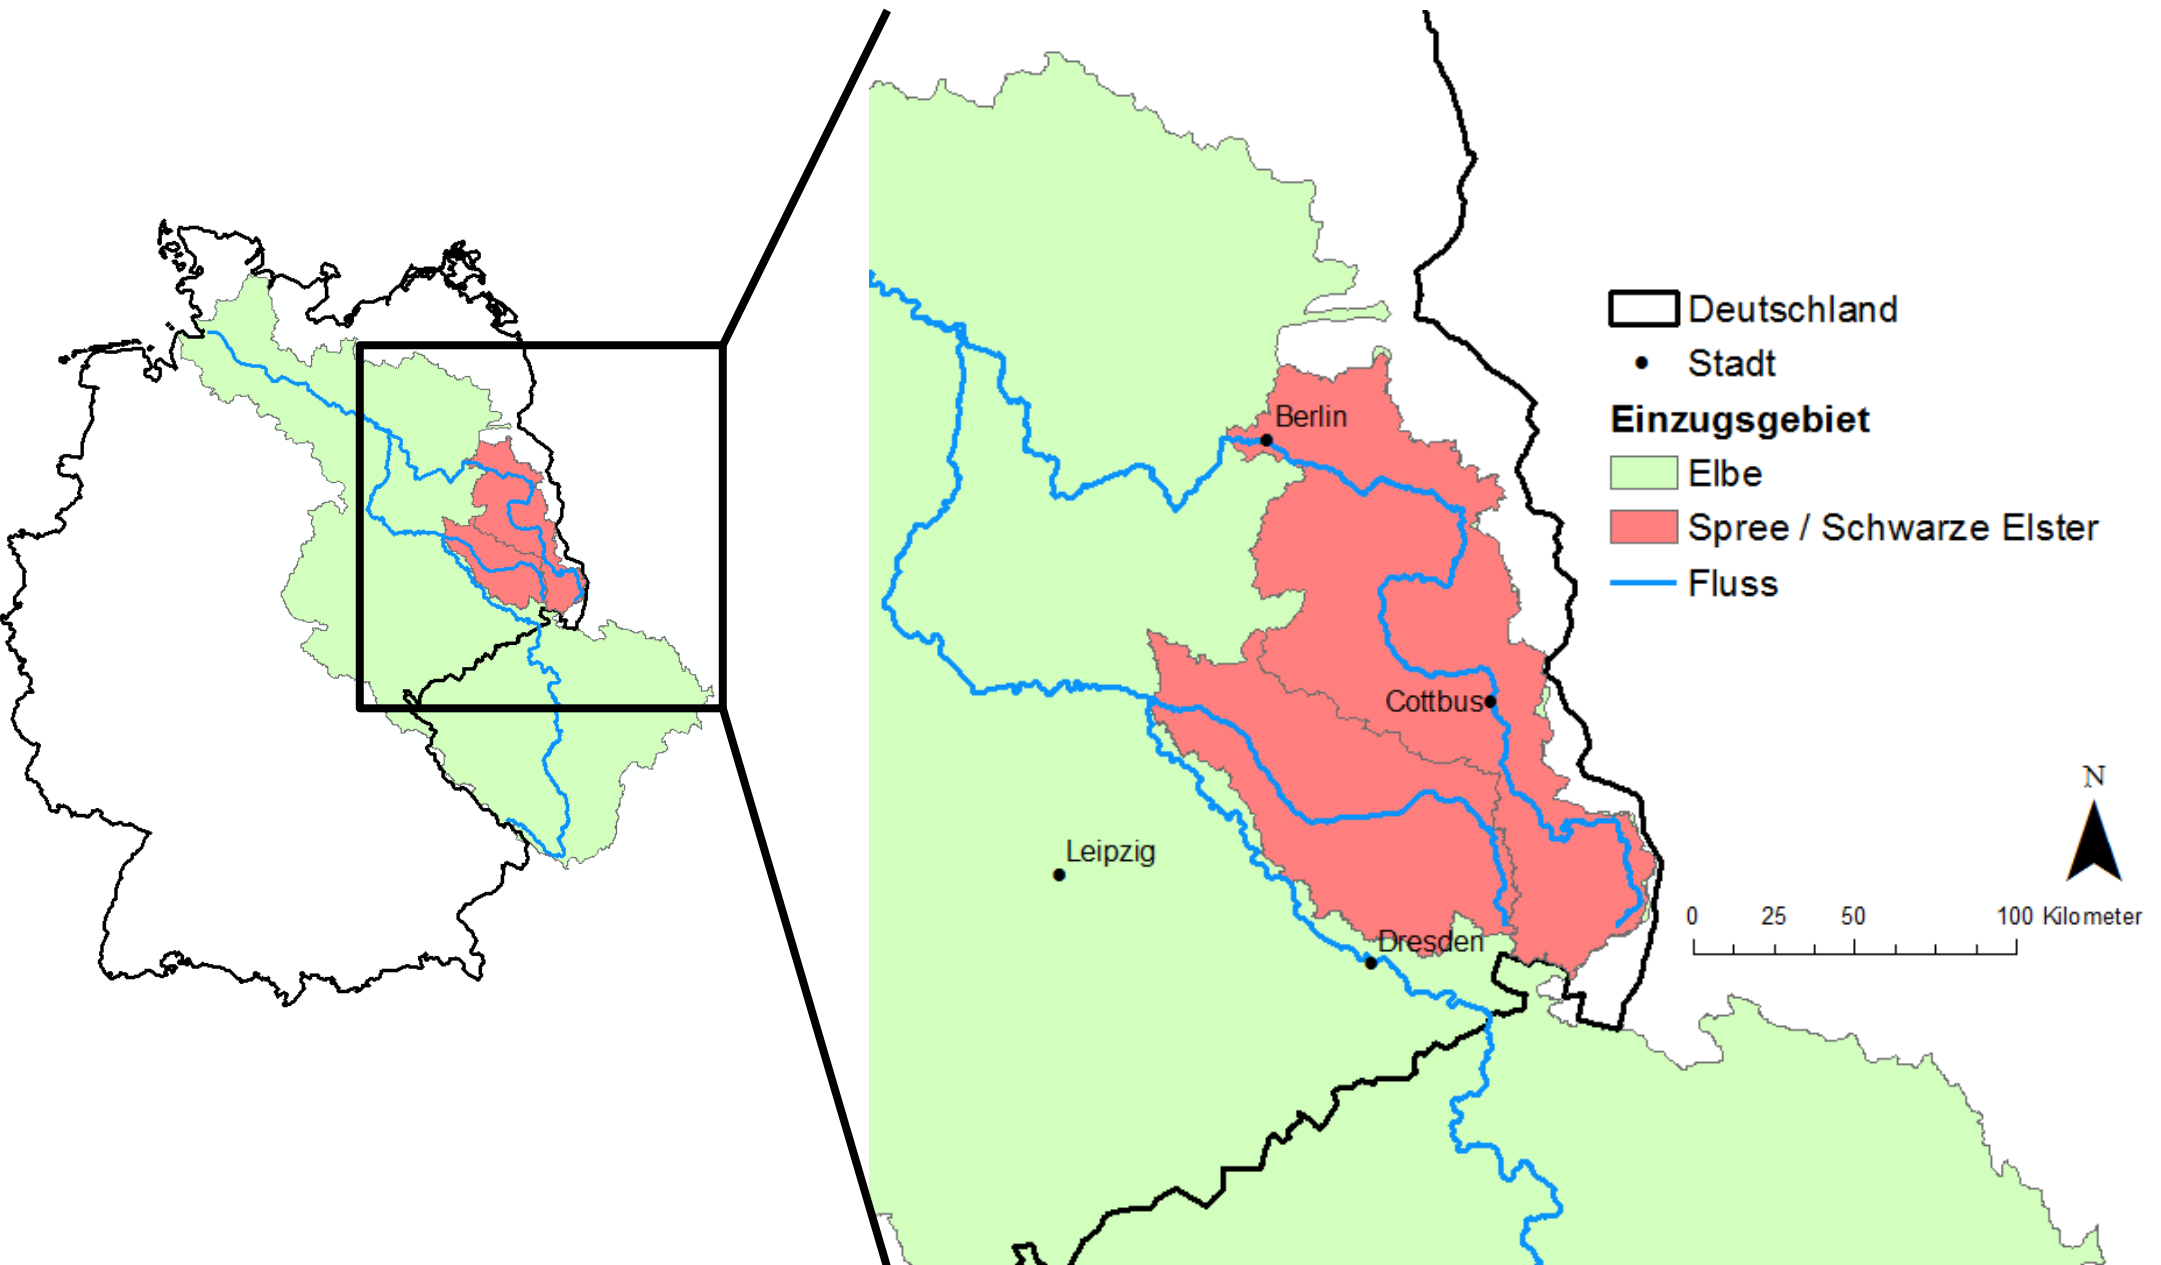 Deutschland
Stadt
Einzugsgebiet
Elbe
Spree / Schwarze Elster
Fluss
Berlin
Cottbus
Leipzig
Dresden
N
0 25 50 100 Kilometer